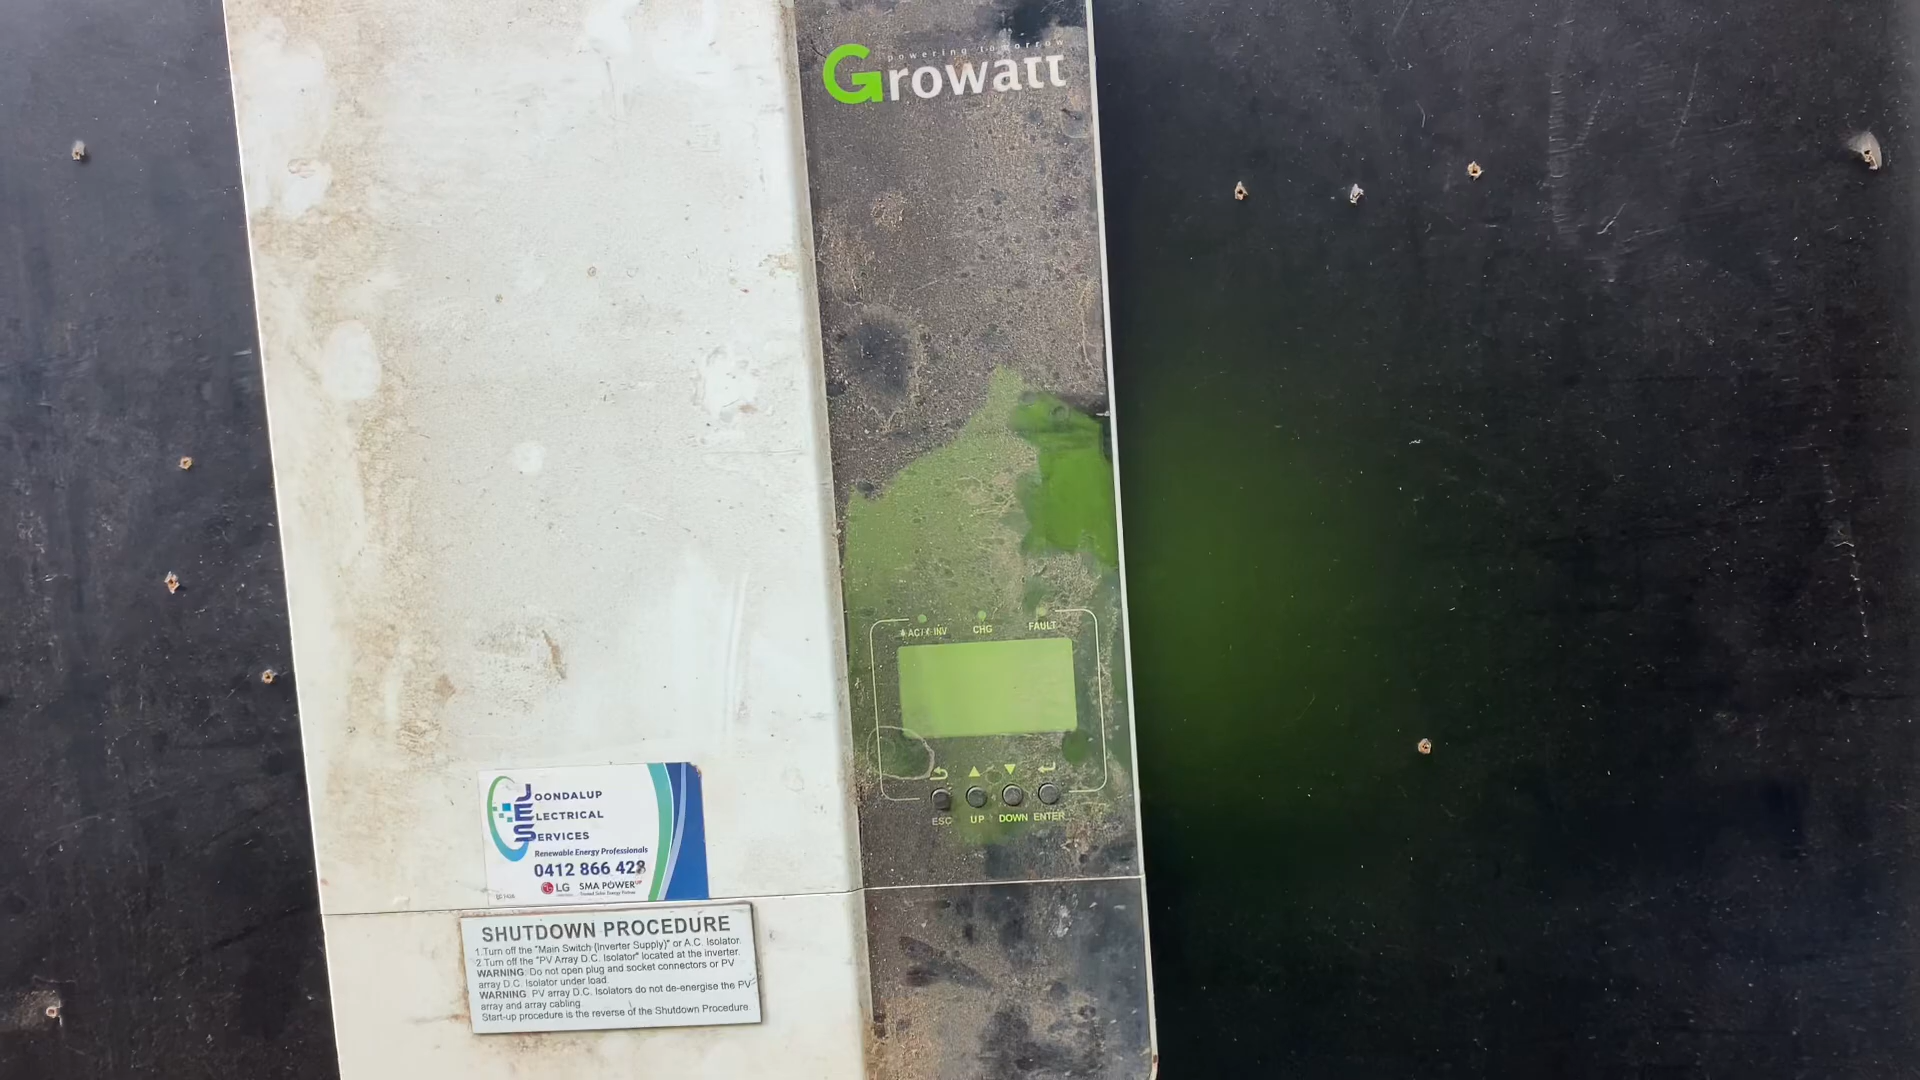 powering tomorrow
Growatt
AC/ INV CHG FAULT
ESC UP DOWN ENTER
JOONDALUP
ELECTRICAL
SERVICES
Renewable Energy Professionals
0412 866 428
LG SMA POWERUP
SHUTDOWN PROCEDURE
1.Turn off the "Main Switch (Inverter Supply)" or A.C. Isolator.
2.Turn off the "PV Array D.C. Isolator" located at the inverter.
WARNING: Do not open plug and socket connectors or PV
array D.C. Isolator under load.
WARNING: PV array D.C. Isolators do not de-energise the PV
array and array cabling.
Start-up procedure is the reverse of the Shutdown Procedure.